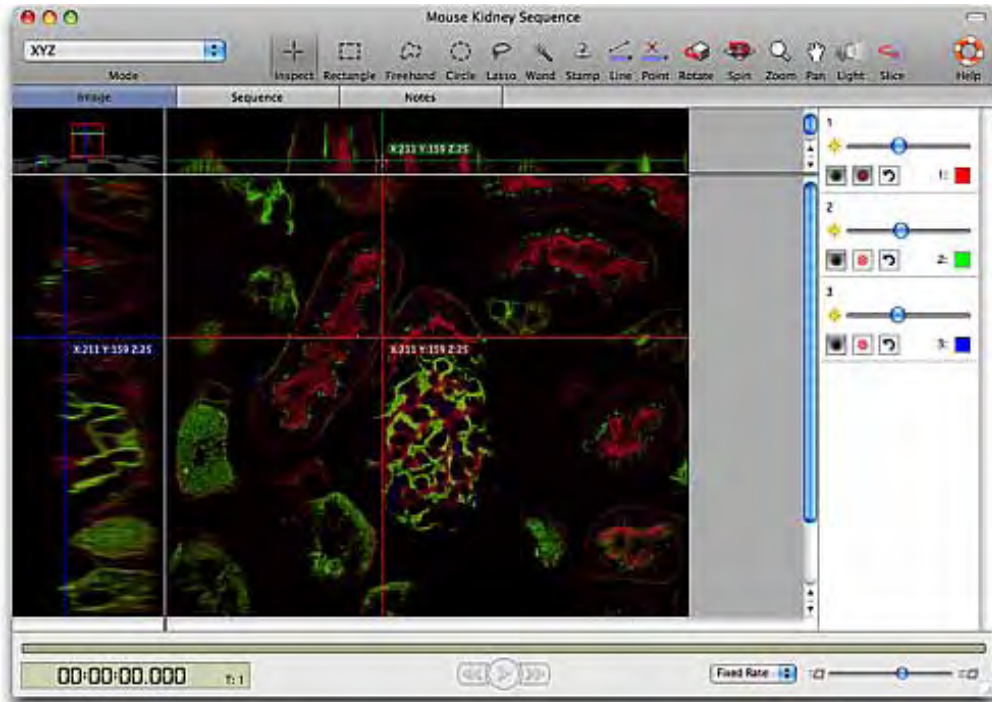 Mouse Kidney Sequence
XYZ
Mode
Inspect Rectangle Freehand Circle Lasso Wand Stamp Line Point Rotate Spin Zoom Pan Light Slice Help
Image Sequence Notes
X:211 Y:159 Z:25
X:211 Y:159 Z:25
X:211 Y:159 Z:25
1
1:
2
2:
3
3:
00:00:00.000 T: 1
Fixed Rate